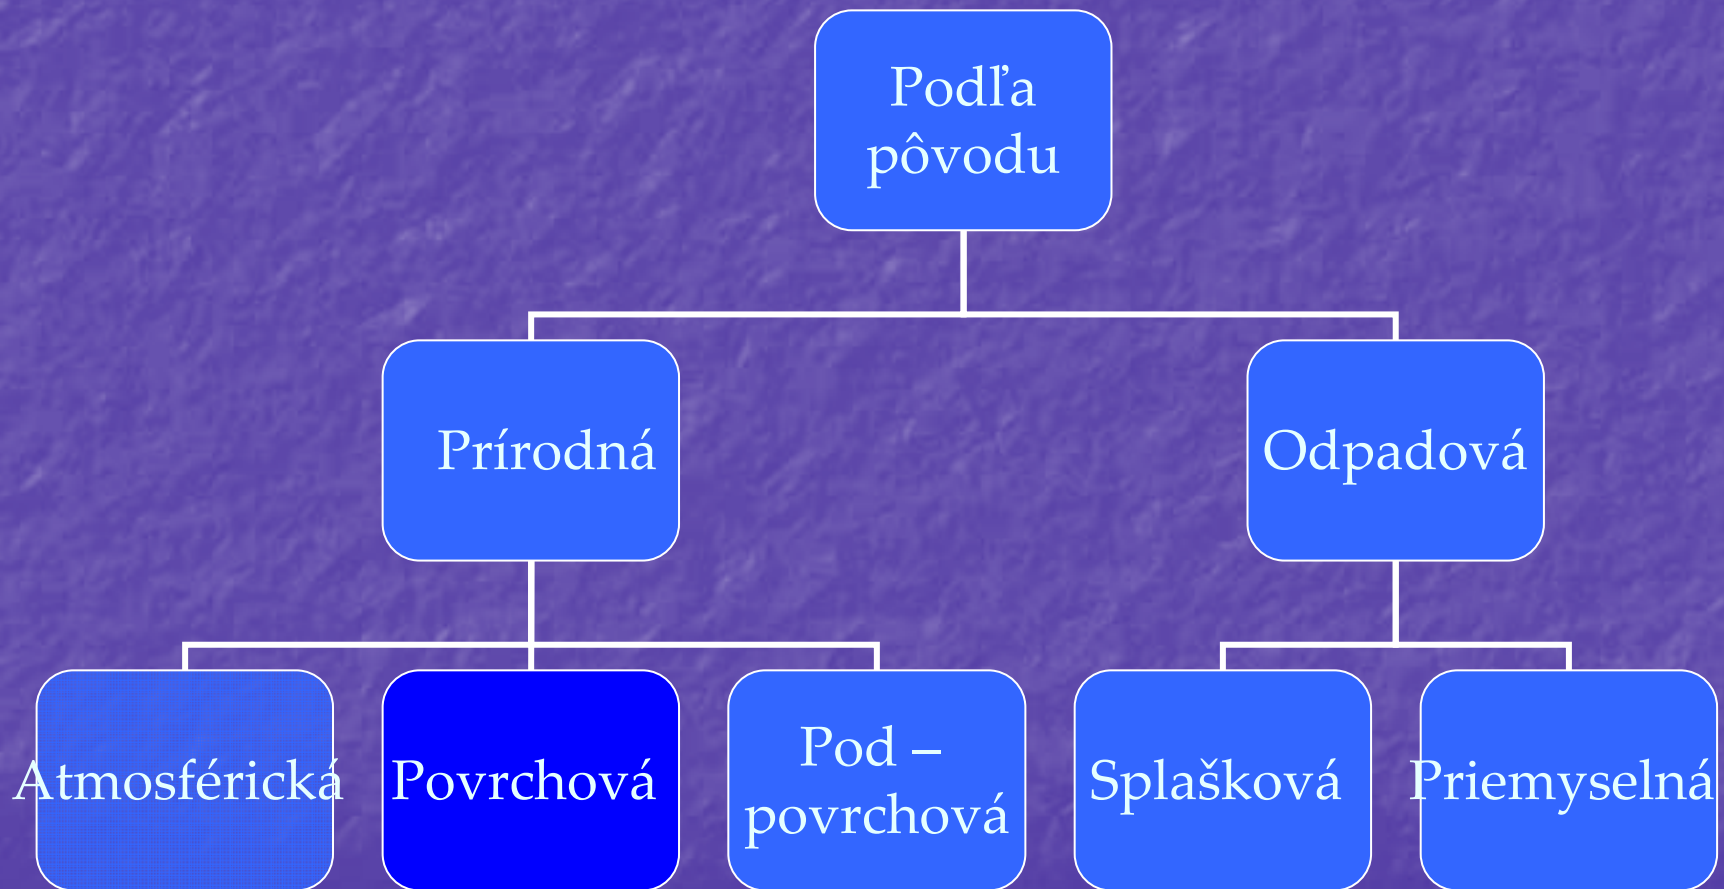 Podľa
pôvodu
Prírodná
Odpadová
Atmosférická
Povrchová
Pod –
povrchová
Splašková
Priemyselná